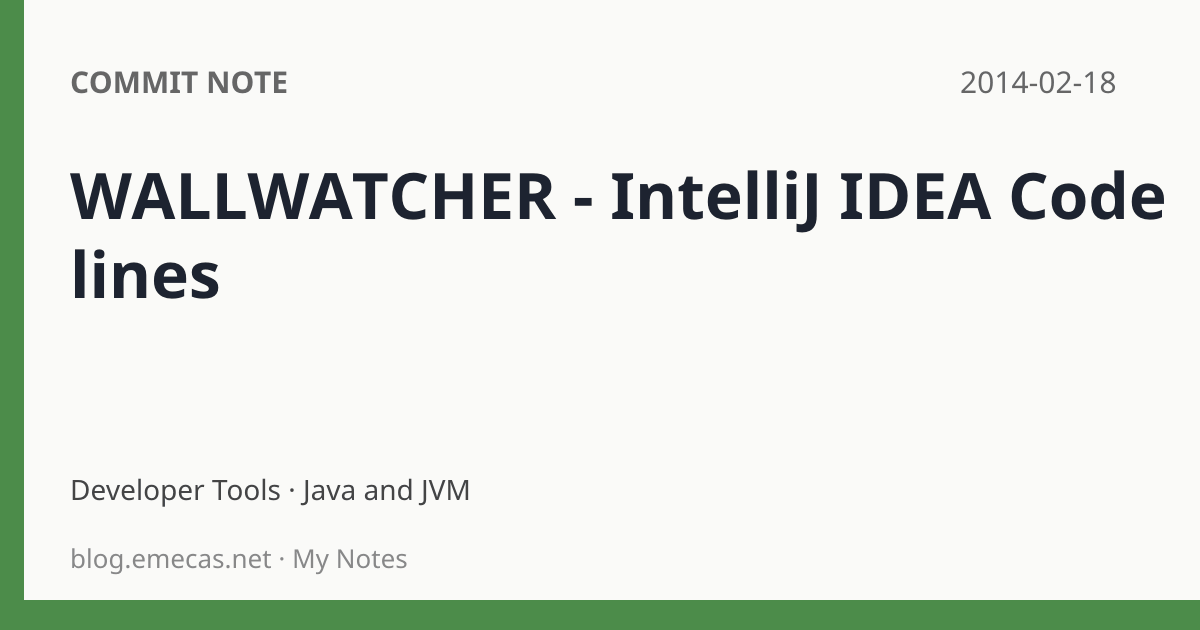 COMMIT NOTE
2014-02-18
WALLWATCHER - IntelliJ IDEA Code
lines
Developer Tools · Java and JVM
blog.emecas.net · My Notes